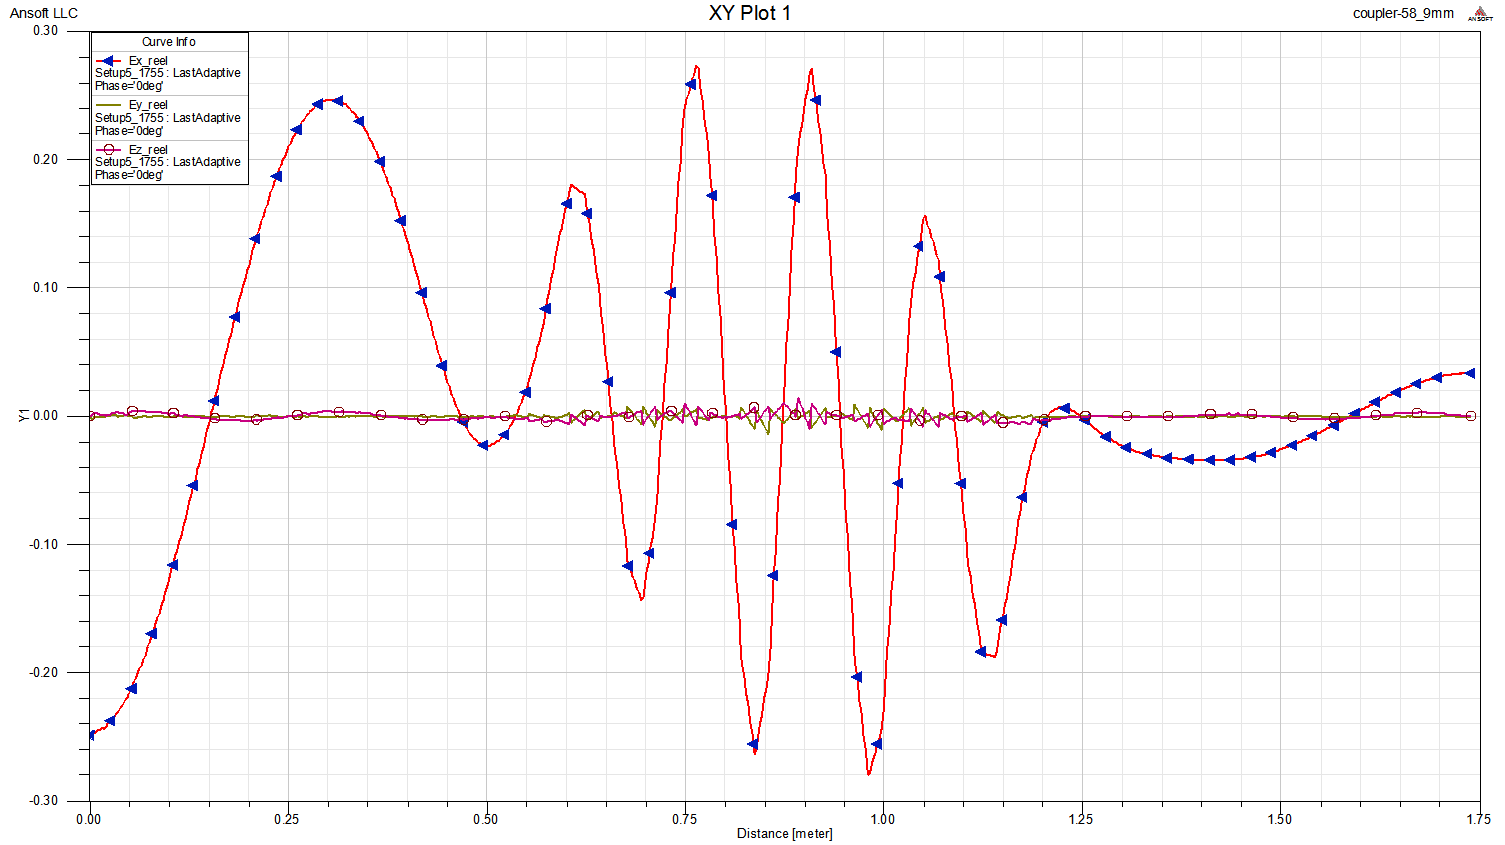 Ansoft LLC
XY Plot 1
coupler-58_9mm
ANSOFT
0.30
Curve Info
Ex_reel
Setup5_1755 : LastAdaptive
Phase='0deg'
Ey_reel
Setup5_1755 : LastAdaptive
Phase='0deg'
Ez_reel
Setup5_1755 : LastAdaptive
Phase='0deg'
0.20
0.10
0.00
Y1
-0.10
-0.20
-0.30
0.00 0.25 0.50 0.75 1.00 1.25 1.50 1.75
Distance [meter]